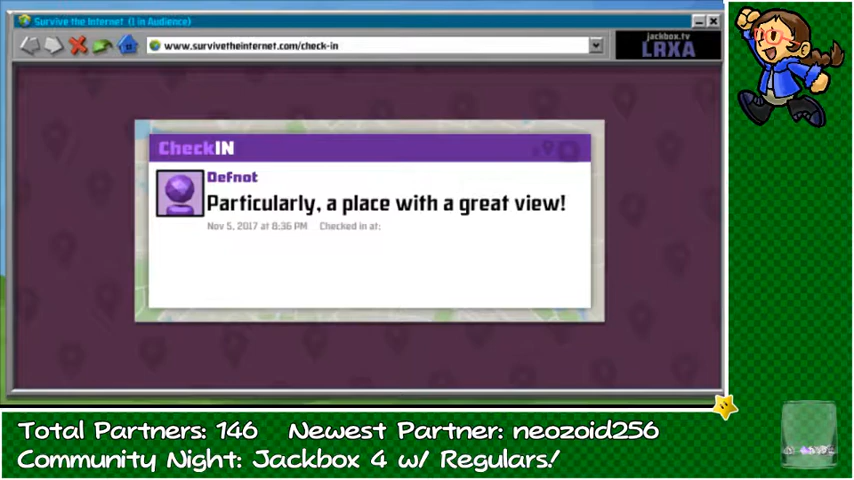 Survive the Internet (1 in Audience)
www.survivetheinternet.com/check-in
jackbox.tv
LRXA
CheckIN
Defnot
Particularly, a place with a great view!
Nov 5, 2017 at 8:36 PM Checked in at:
Total Partners: 146 Newest Partner: neozoid256
Community Night: Jackbox 4 w/ Regulars!